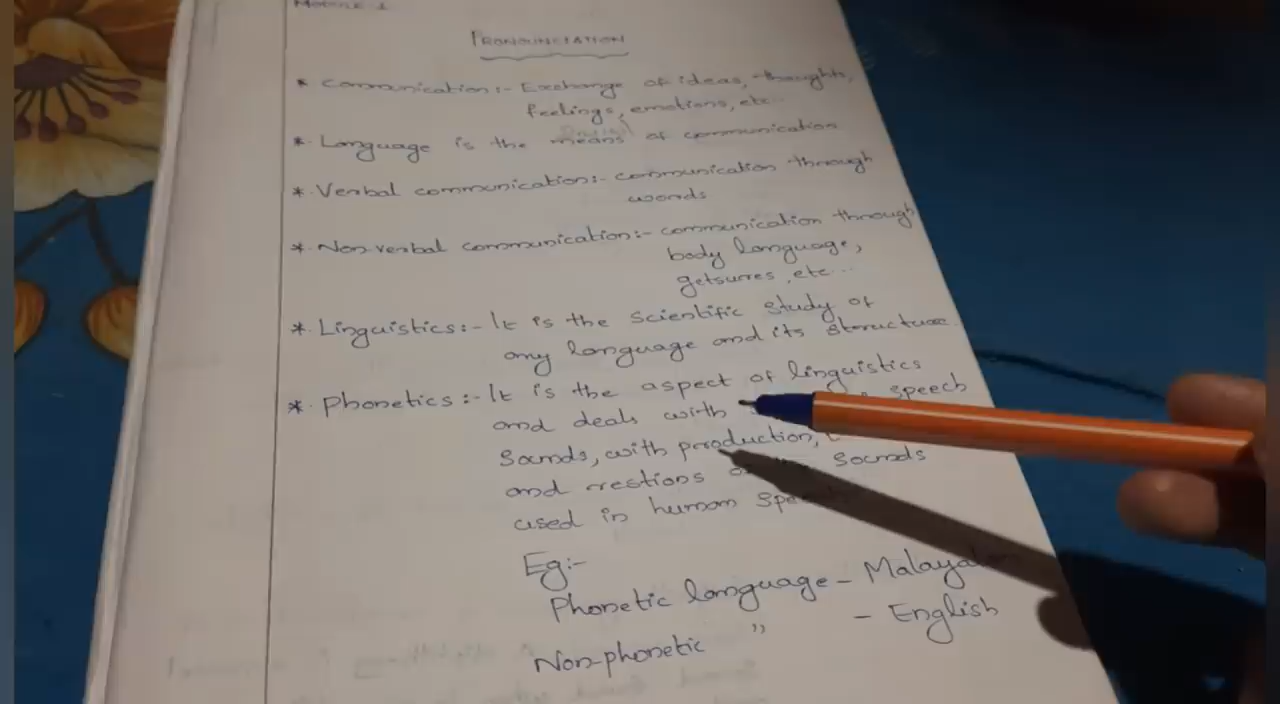 Module 1
PRONOUNCIATION
* Communication:- Exchange of ideas, thoughts,
feelings, emotions, etc...
* Language is the means of communication
* Verbal communication:- communication through
words
* Non-verbal communication:- communication through
body language,
getsures, etc...
* Linguistics:- It is the scientific study of
any language and its structure.
* Phonetics:- It is the aspect of linguistics
and deals with speech
sounds, with production,
and restions sounds
used in human
Eg:-
Phonetic language - Malayalam
Non-phonetic " - English